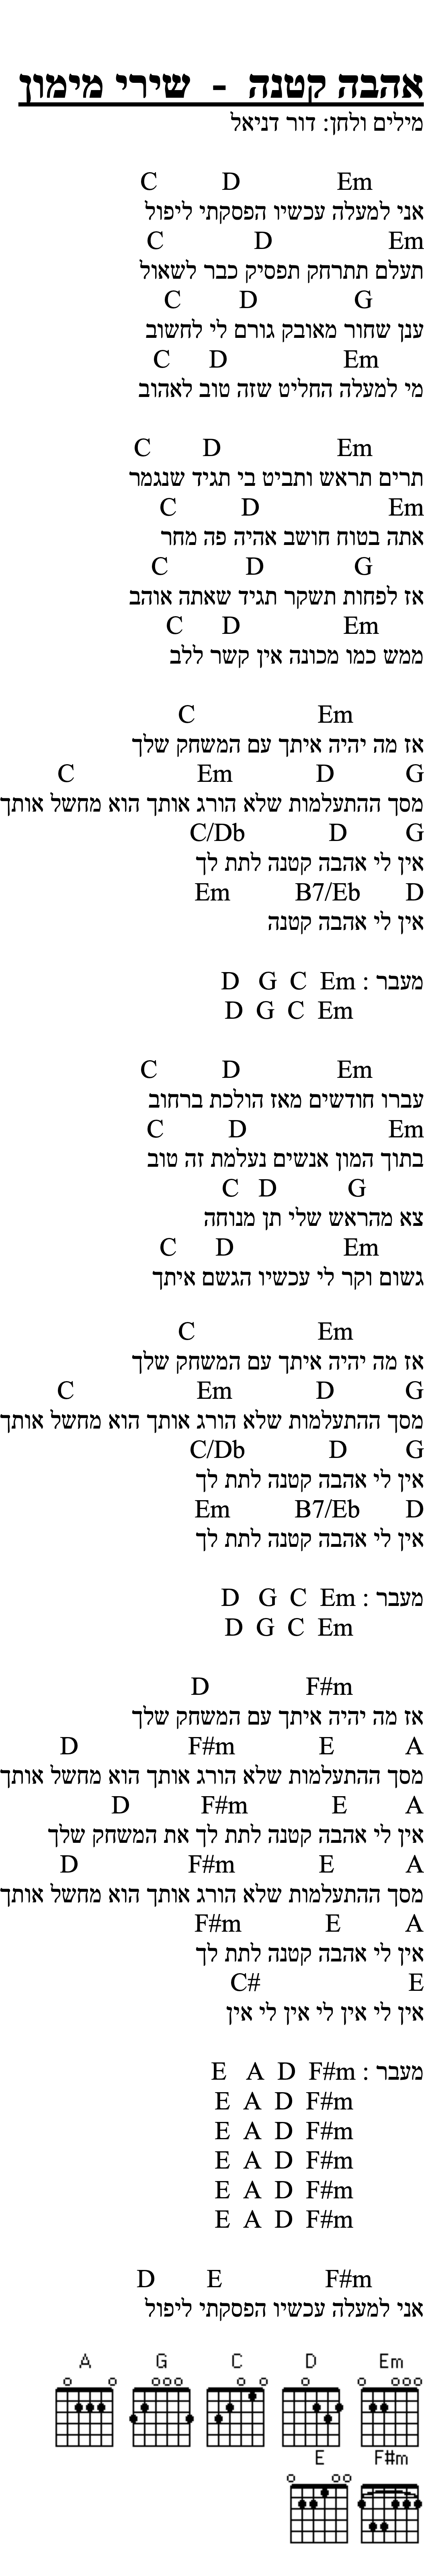 אהבה קטנה - שירי מימון
מילים ולחן: דור דניאל
C D Em
אני למעלה עכשיו הפסקתי ליפול
C D Em
תעלם תתרחק תפסיק כבר לשאול
C D G
ענן שחור מאובק גורם לי לחשוב
C D Em
מי למעלה החליט שזה טוב לאהוב
C D Em
תרים תראש ותביט בי תגיד שנגמר
C D Em
אתה בטוח חושב אהיה פה מחר
C D G
אז לפחות תשקר תגיד שאתה אוהב
C D Em
ממש כמו מכונה אין קשר ללב
C Em
אז מה יהיה איתך עם המשחק שלך
C Em D G
מסך ההתעלמות שלא הורג אותך הוא מחשל אותך
C/Db D G
אין לי אהבה קטנה לתת לך
Em B7/Eb D
אין לי אהבה קטנה
מעבר : D G C Em
D G C Em
C D Em
עברו חודשים מאז הולכת ברחוב
C D Em
בתוך המון אנשים נעלמת זה טוב
C D G
צא מהראש שלי תן מנוחה
C D Em
גשום וקר לי עכשיו הגשם איתך
C Em
אז מה יהיה איתך עם המשחק שלך
C Em D G
מסך ההתעלמות שלא הורג אותך הוא מחשל אותך
C/Db D G
אין לי אהבה קטנה לתת לך
Em B7/Eb D
אין לי אהבה קטנה לתת לך
מעבר : D G C Em
D G C Em
D F#m
אז מה יהיה איתך עם המשחק שלך
D F#m E A
מסך ההתעלמות שלא הורג אותך הוא מחשל אותך
D F#m E A
אין לי אהבה קטנה לתת לך את המשחק שלך
D F#m E A
מסך ההתעלמות שלא הורג אותך הוא מחשל אותך
F#m E A
אין לי אהבה קטנה לתת לך
C# E
אין לי אין לי אין לי אין
מעבר : E A D F#m
E A D F#m
E A D F#m
E A D F#m
E A D F#m
E A D F#m
D E F#m
אני למעלה עכשיו הפסקתי ליפול
A G C D Em
E F#m